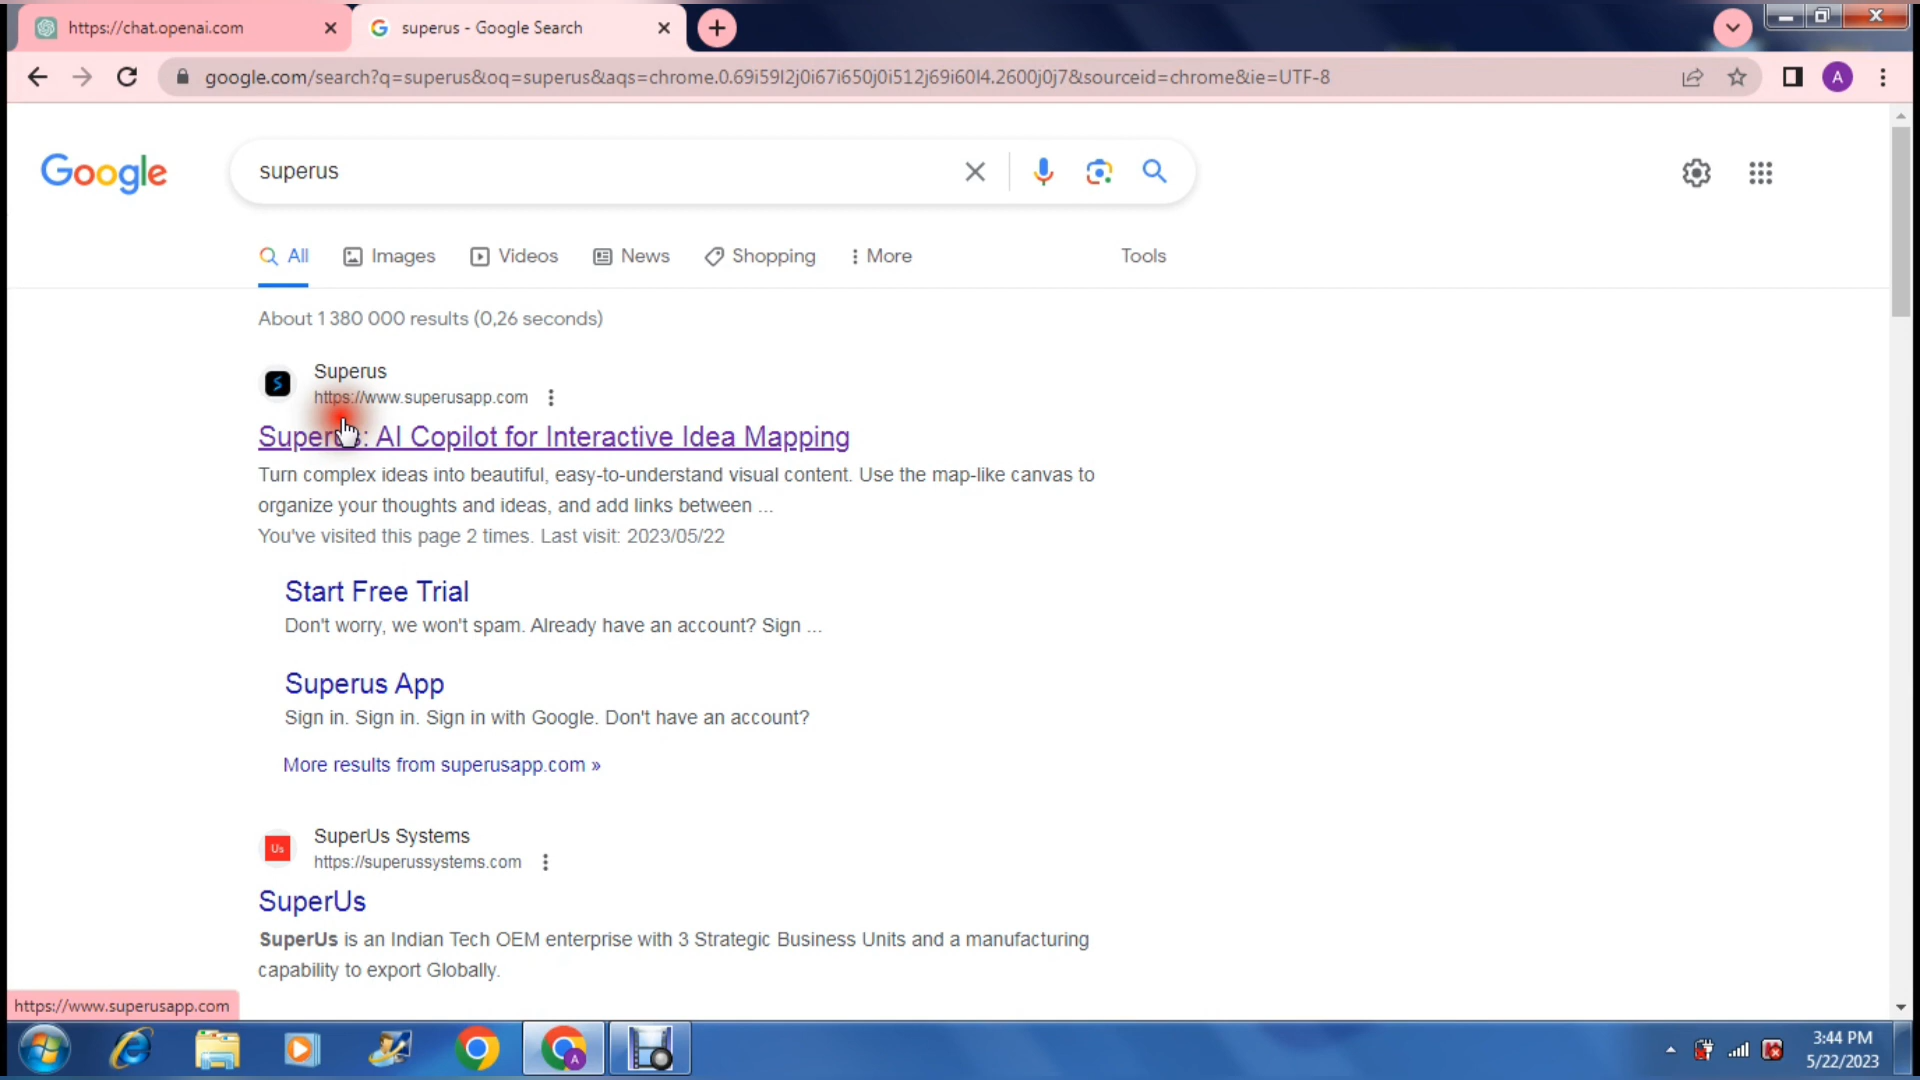 https://chat.openai.com
superus - Google Search
google.com/search?q=superus&oq=superus&aqs=chrome.0.69i59l2j0i67i650j0i512j69i60l4.2600j0j7&sourceid=chrome&ie=UTF-8
A
Google
superus
All
Images
Videos
News
Shopping
More
Tools
About 1 380 000 results (0,26 seconds)
Superus
https://www.superusapp.com
Superus: AI Copilot for Interactive Idea Mapping
Turn complex ideas into beautiful, easy-to-understand visual content. Use the map-like canvas to
organize your thoughts and ideas, and add links between ...
You've visited this page 2 times. Last visit: 2023/05/22
Start Free Trial
Don't worry, we won't spam. Already have an account? Sign ...
Superus App
Sign in. Sign in. Sign in with Google. Don't have an account?
More results from superusapp.com »
Us
SuperUs Systems
https://superussystems.com
SuperUs
SuperUs is an Indian Tech OEM enterprise with 3 Strategic Business Units and a manufacturing
capability to export Globally.
https://www.superusapp.com
A
3:44 PM
5/22/2023